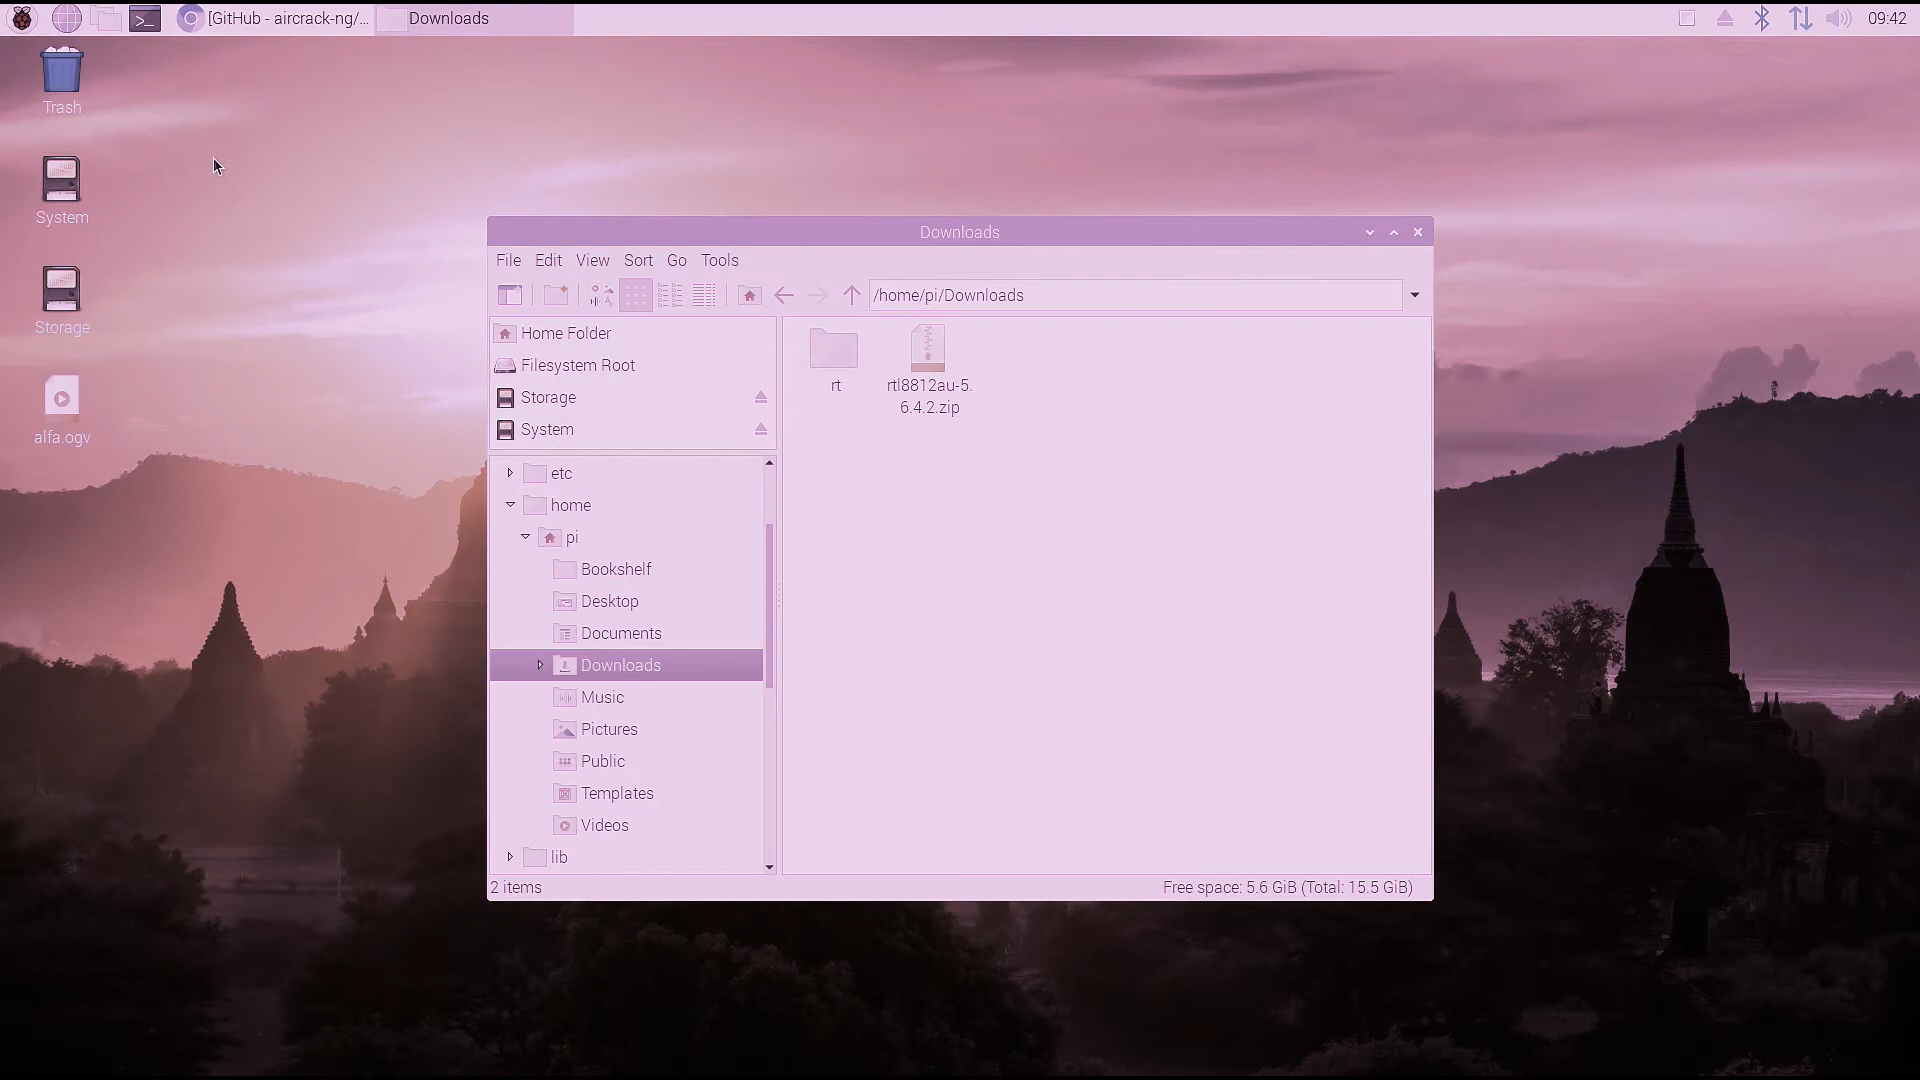 [GitHub - aircrack-ng/...
Downloads
09:42
Trash
System
Storage
alfa.ogv
Downloads
File Edit View Sort Go Tools
/home/pi/Downloads
Home Folder
Filesystem Root
Storage
System
etc
home
pi
Bookshelf
Desktop
Documents
Downloads
Music
Pictures
Public
Templates
Videos
lib
rt
rtl8812au-5.
6.4.2.zip
2 items
Free space: 5.6 GiB (Total: 15.5 GiB)